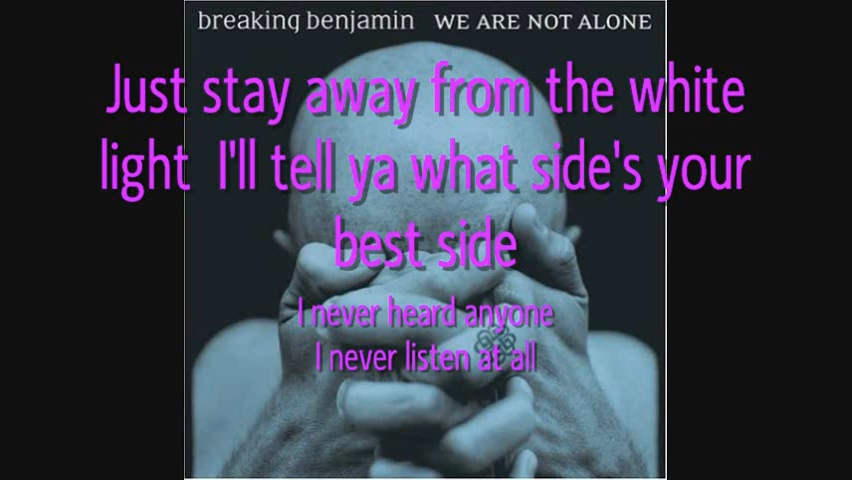 breaking benjamin WE ARE NOT ALONE
Just stay away from the white
light I'll tell ya what side's your
best side
I never heard anyone
I never listen at all